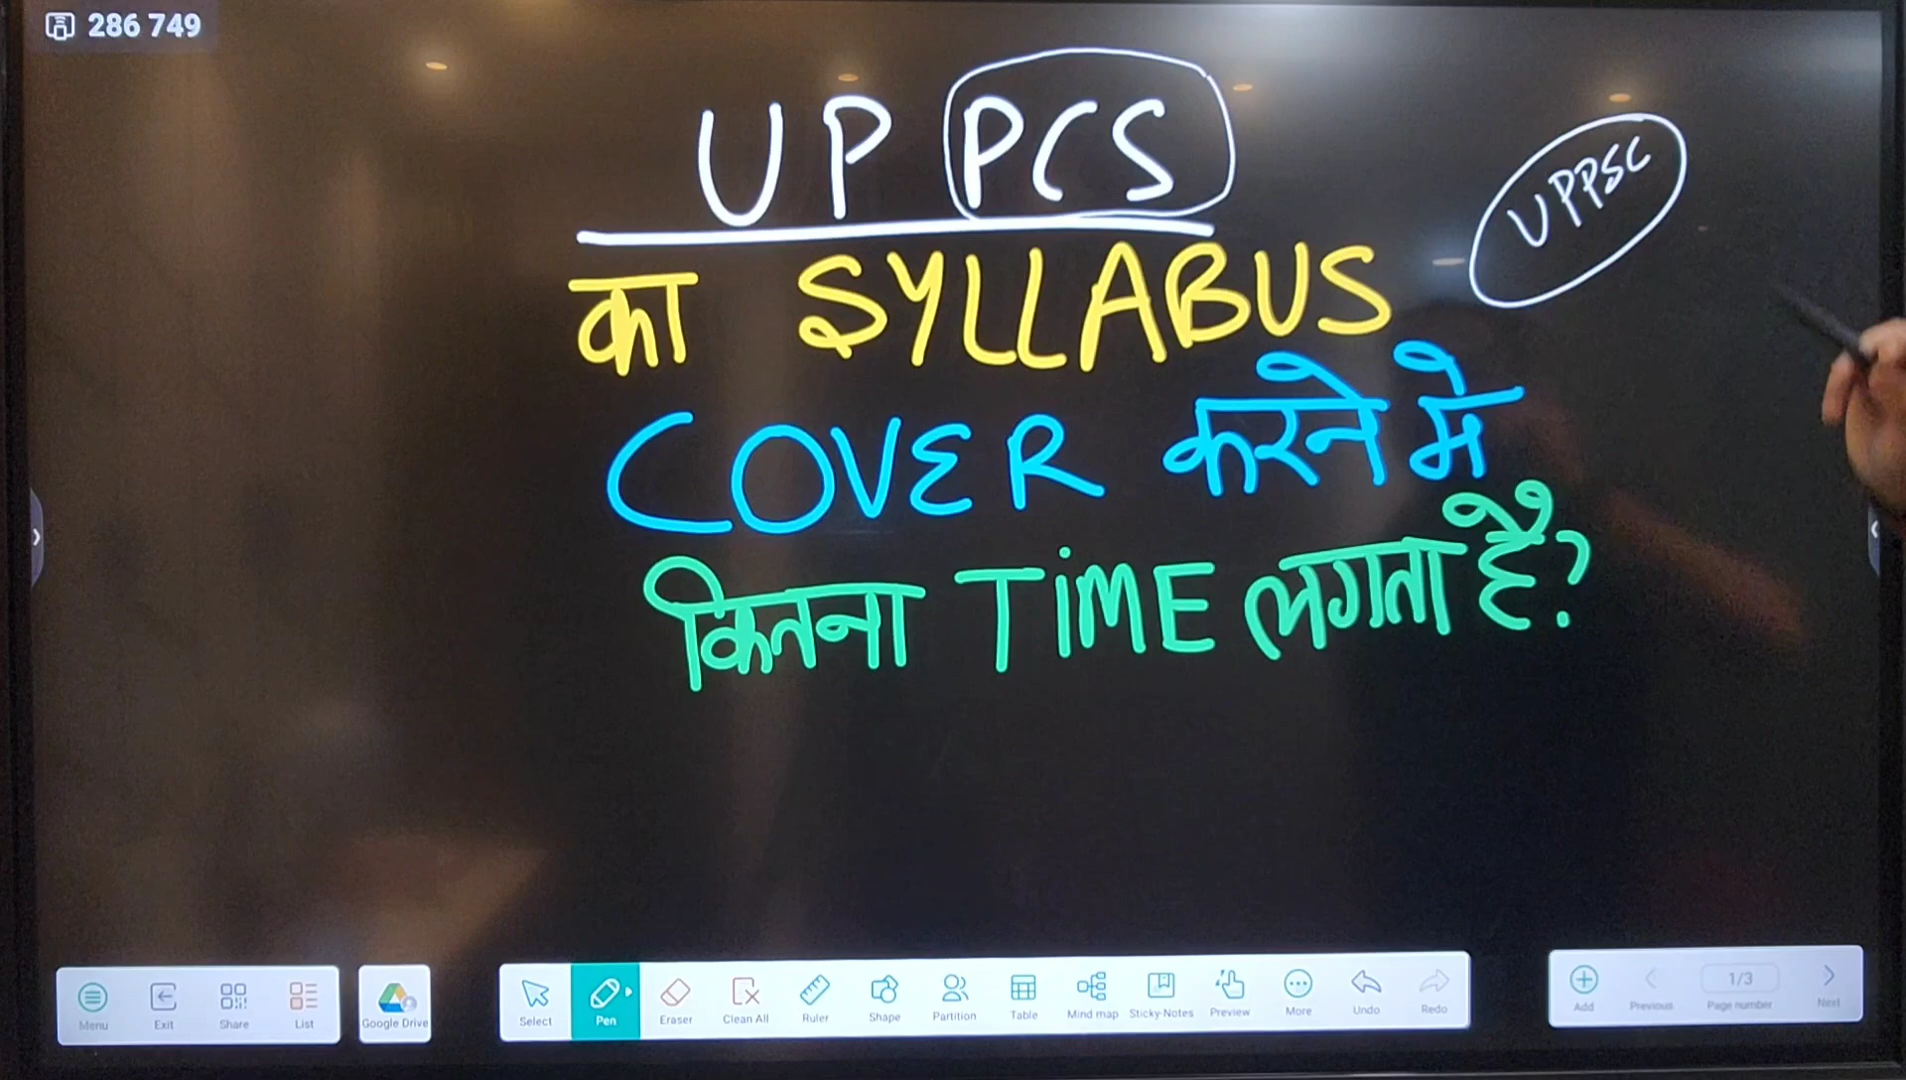 286 749
UP PCS
UPPSC
का SYLLABUS
COVER करने मे
कितना TiME लगता है?
Menu Exit Share List Google Drive Select Pen Eraser Clean All Ruler Shape Partition Table Mind map Sticky-Notes Preview More Undo Redo Add Previous 1/3 Page number Next